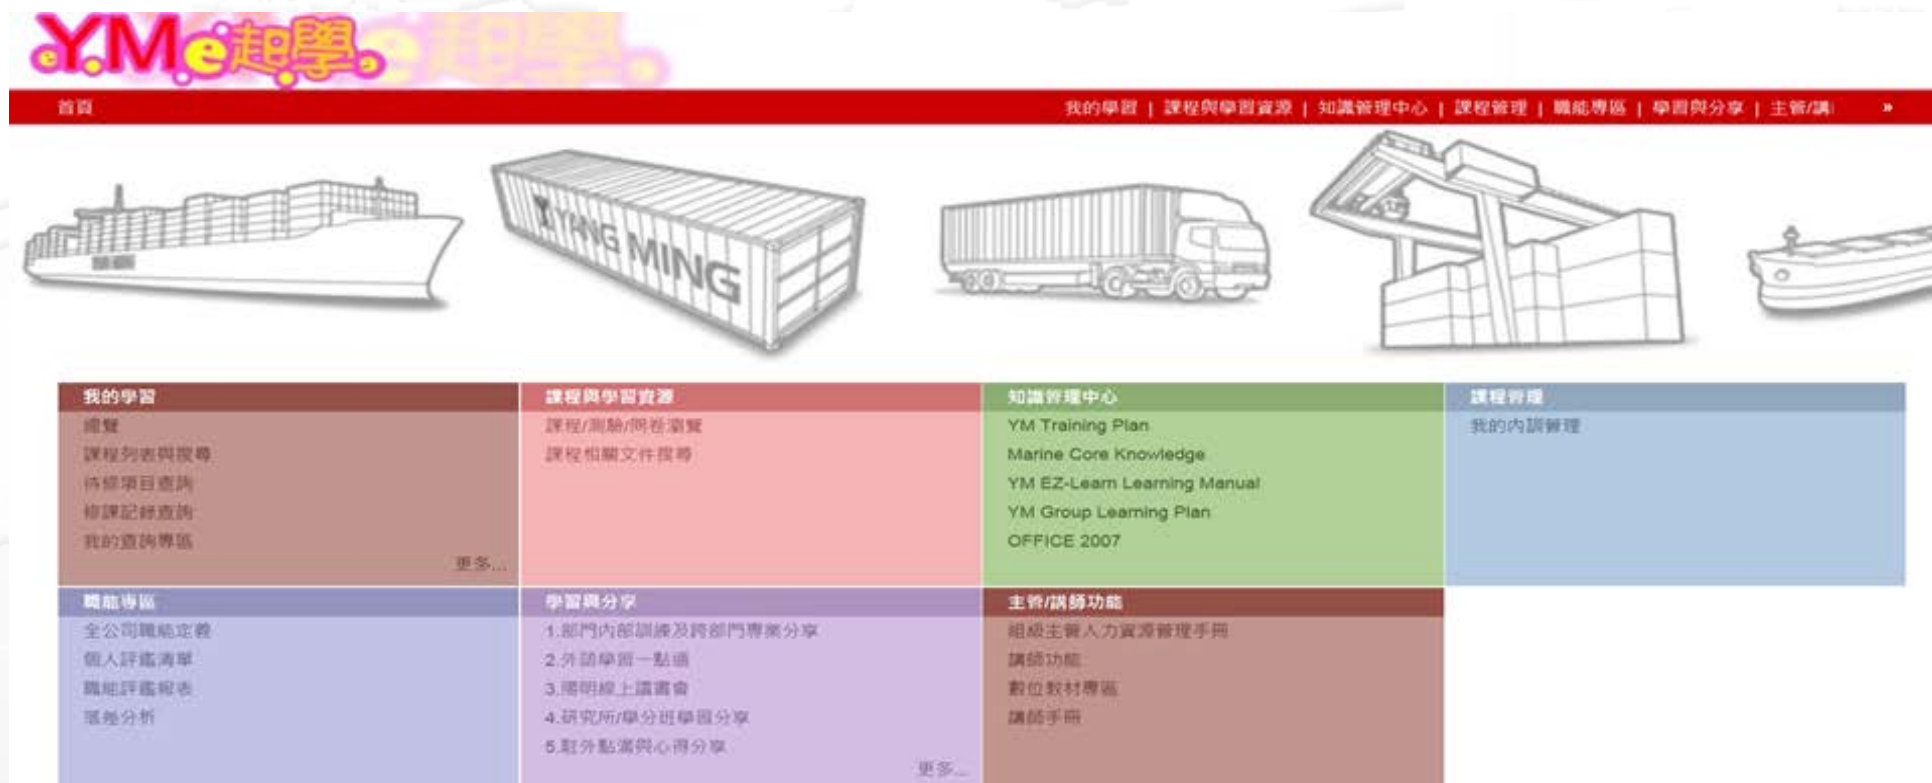 YMe起學
首頁
我的學習 | 課程與學習資源 | 知識管理中心 | 課程管理 | 職能專區 | 學習與分享 | 主管/講 »
YANG MING
我的學習
總覽
課程列表與搜尋
待修項目查詢
修課記錄查詢
我的查詢專區
更多...
課程與學習資源
課程/測驗/問卷瀏覽
課程相關文件搜尋
知識管理中心
YM Training Plan
Marine Core Knowledge
YM EZ-Learn Learning Manual
YM Group Learning Plan
OFFICE 2007
課程管理
我的內訓管理
職能專區
全公司職能定義
個人評鑑清單
職能評鑑報表
落差分析
學習與分享
1.部門內部訓練及跨部門專業分享
2.外語學習一點通
3.陽明線上讀書會
4.研究所/學分班學習分享
5.駐外點滴與心得分享
更多...
主管/講師功能
組級主管人力資源管理手冊
講師功能
數位教材專區
講師手冊